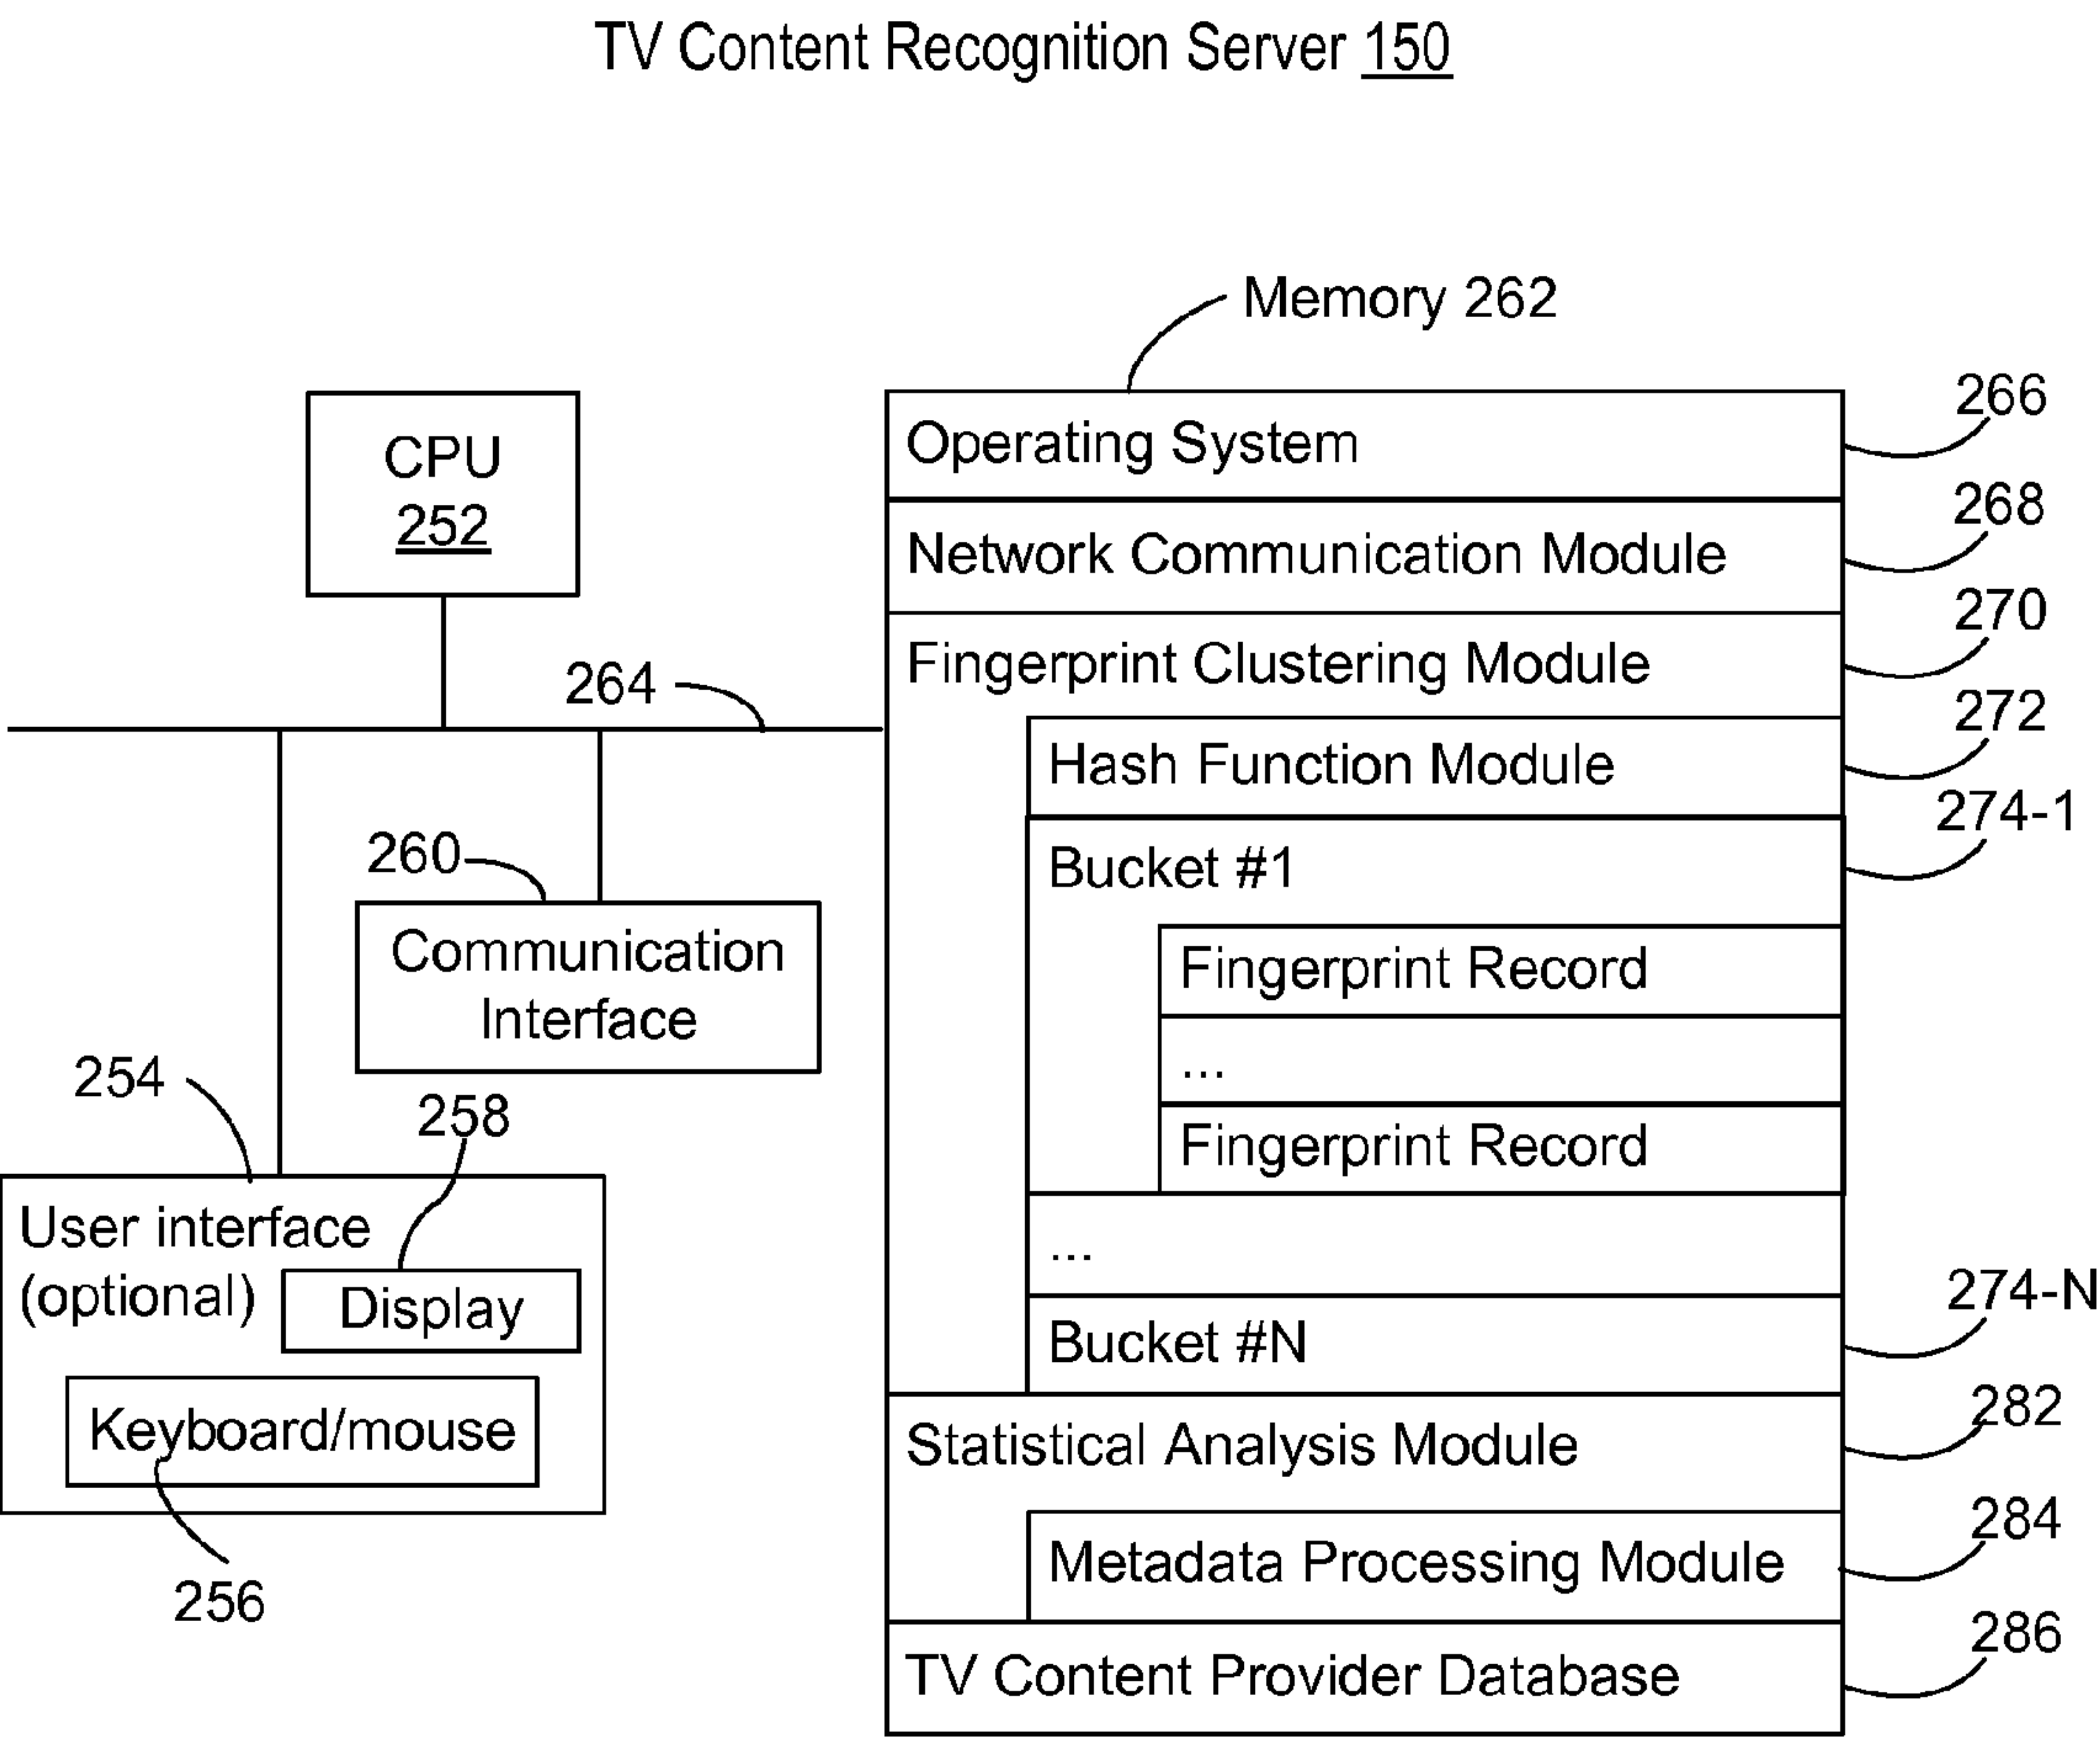 TV Content Recognition Server 150
Memory 262
CPU
252
264
260
Communication
Interface
254
258
User interface
(optional)
Display
Keyboard/mouse
256
Operating System
266
Network Communication Module
268
Fingerprint Clustering Module
270
Hash Function Module
272
Bucket #1
274-1
Fingerprint Record
...
Fingerprint Record
...
Bucket #N
274-N
Statistical Analysis Module
282
Metadata Processing Module
284
TV Content Provider Database
286